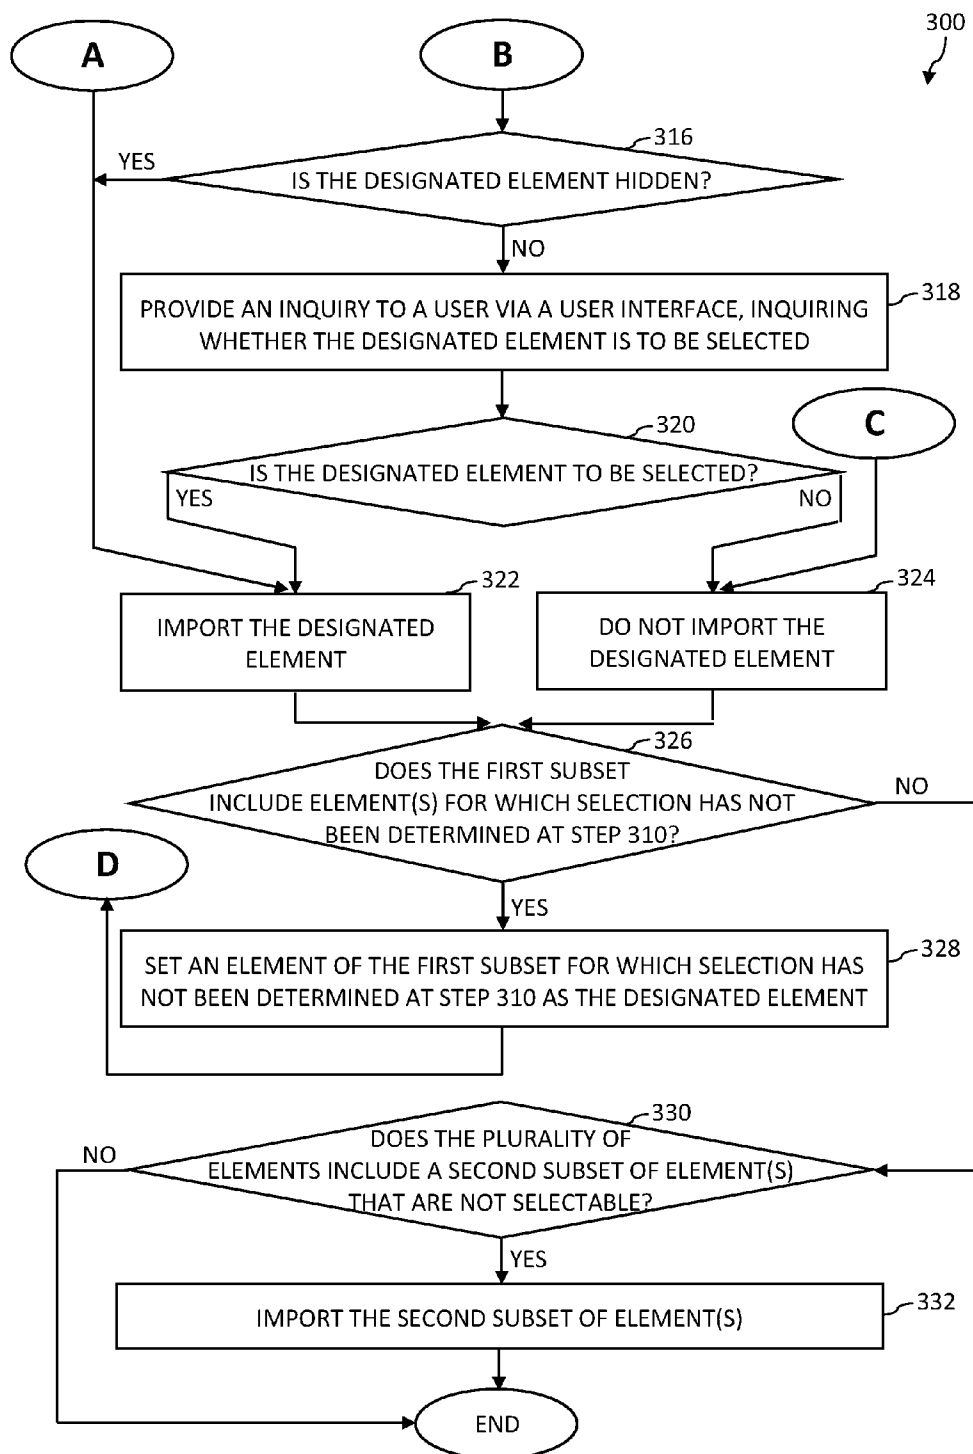 300
A
B
316
YES
IS THE DESIGNATED ELEMENT HIDDEN?
NO
318
PROVIDE AN INQUIRY TO A USER VIA A USER INTERFACE, INQUIRING
WHETHER THE DESIGNATED ELEMENT IS TO BE SELECTED
320
C
IS THE DESIGNATED ELEMENT TO BE SELECTED?
YES
NO
322
324
IMPORT THE DESIGNATED
ELEMENT
DO NOT IMPORT THE
DESIGNATED ELEMENT
326
DOES THE FIRST SUBSET
INCLUDE ELEMENT(S) FOR WHICH SELECTION HAS NOT
BEEN DETERMINED AT STEP 310?
NO
D
YES
328
SET AN ELEMENT OF THE FIRST SUBSET FOR WHICH SELECTION HAS
NOT BEEN DETERMINED AT STEP 310 AS THE DESIGNATED ELEMENT
330
DOES THE PLURALITY OF
ELEMENTS INCLUDE A SECOND SUBSET OF ELEMENT(S)
THAT ARE NOT SELECTABLE?
NO
YES
332
IMPORT THE SECOND SUBSET OF ELEMENT(S)
END